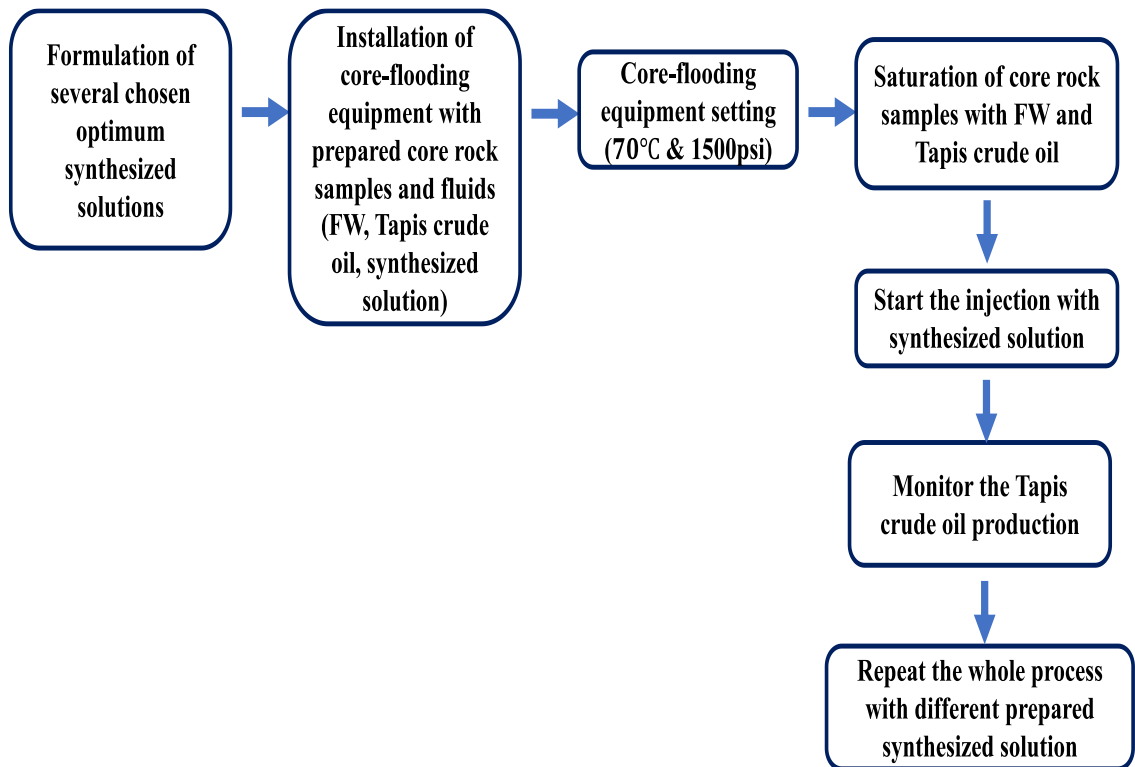 Formulation of
several chosen
optimum
synthesized
solutions
Installation of
core-flooding
equipment with
prepared core rock
samples and fluids
(FW, Tapis crude
oil, synthesized
solution)
Core-flooding
equipment setting
(70℃ & 1500psi)
Saturation of core rock
samples with FW and
Tapis crude oil
Start the injection with
synthesized solution
Monitor the Tapis
crude oil production
Repeat the whole process
with different prepared
synthesized solution